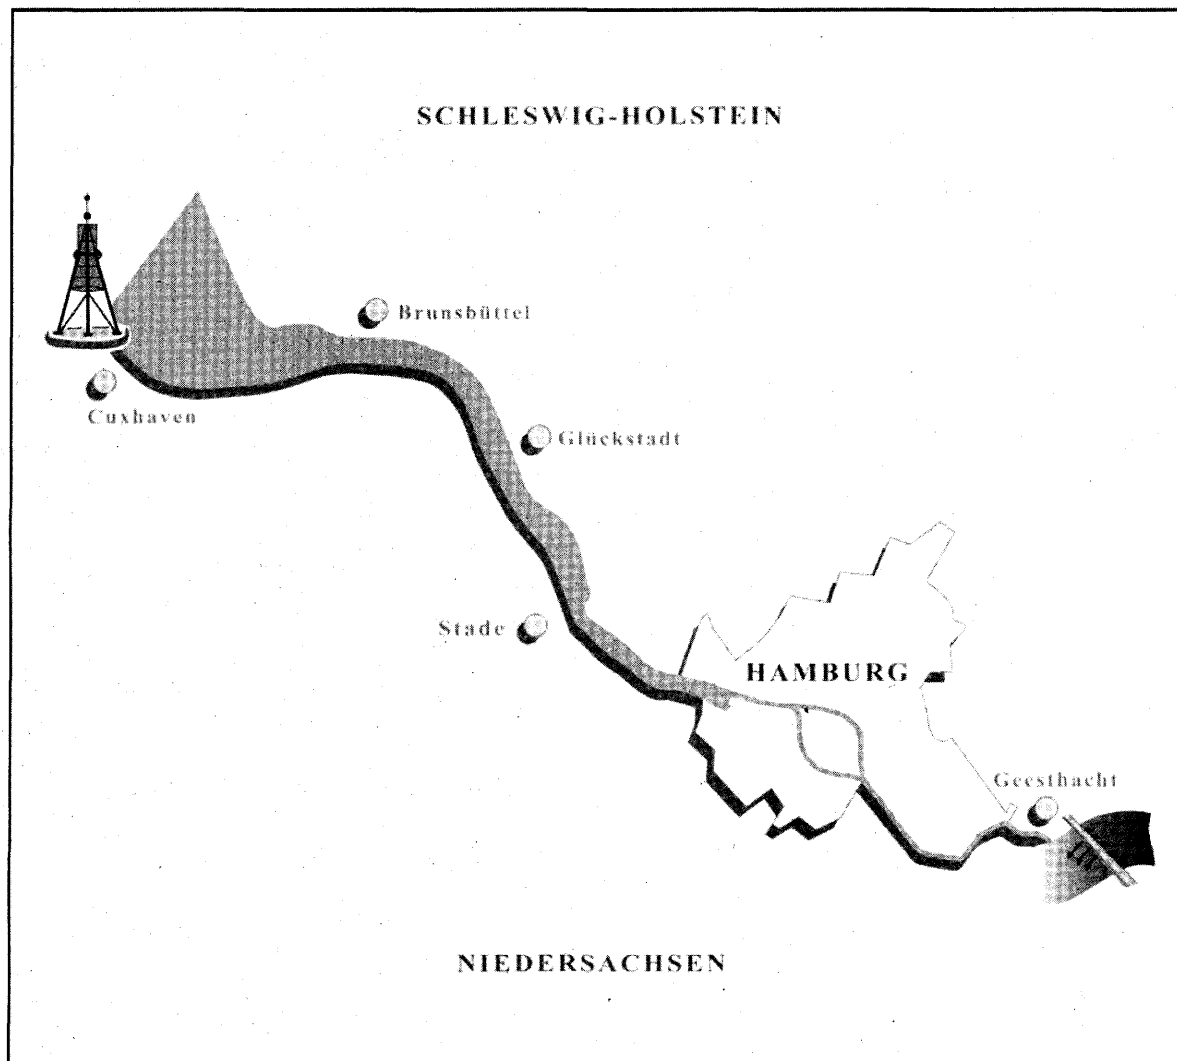 SCHLESWIG-HOLSTEIN
Brunsbüttel
Cuxhaven
Glückstadt
Stade
HAMBURG
Geesthacht
NIEDERSACHSEN